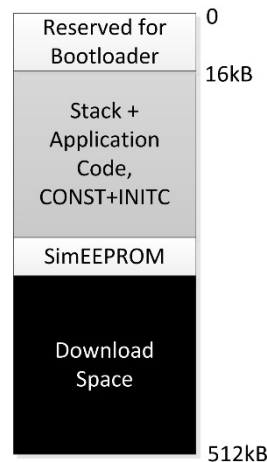 0
Reserved for
Bootloader
16kB
Stack +
Application
Code,
CONST+INITC
SimEEPROM
Download
Space
512kB